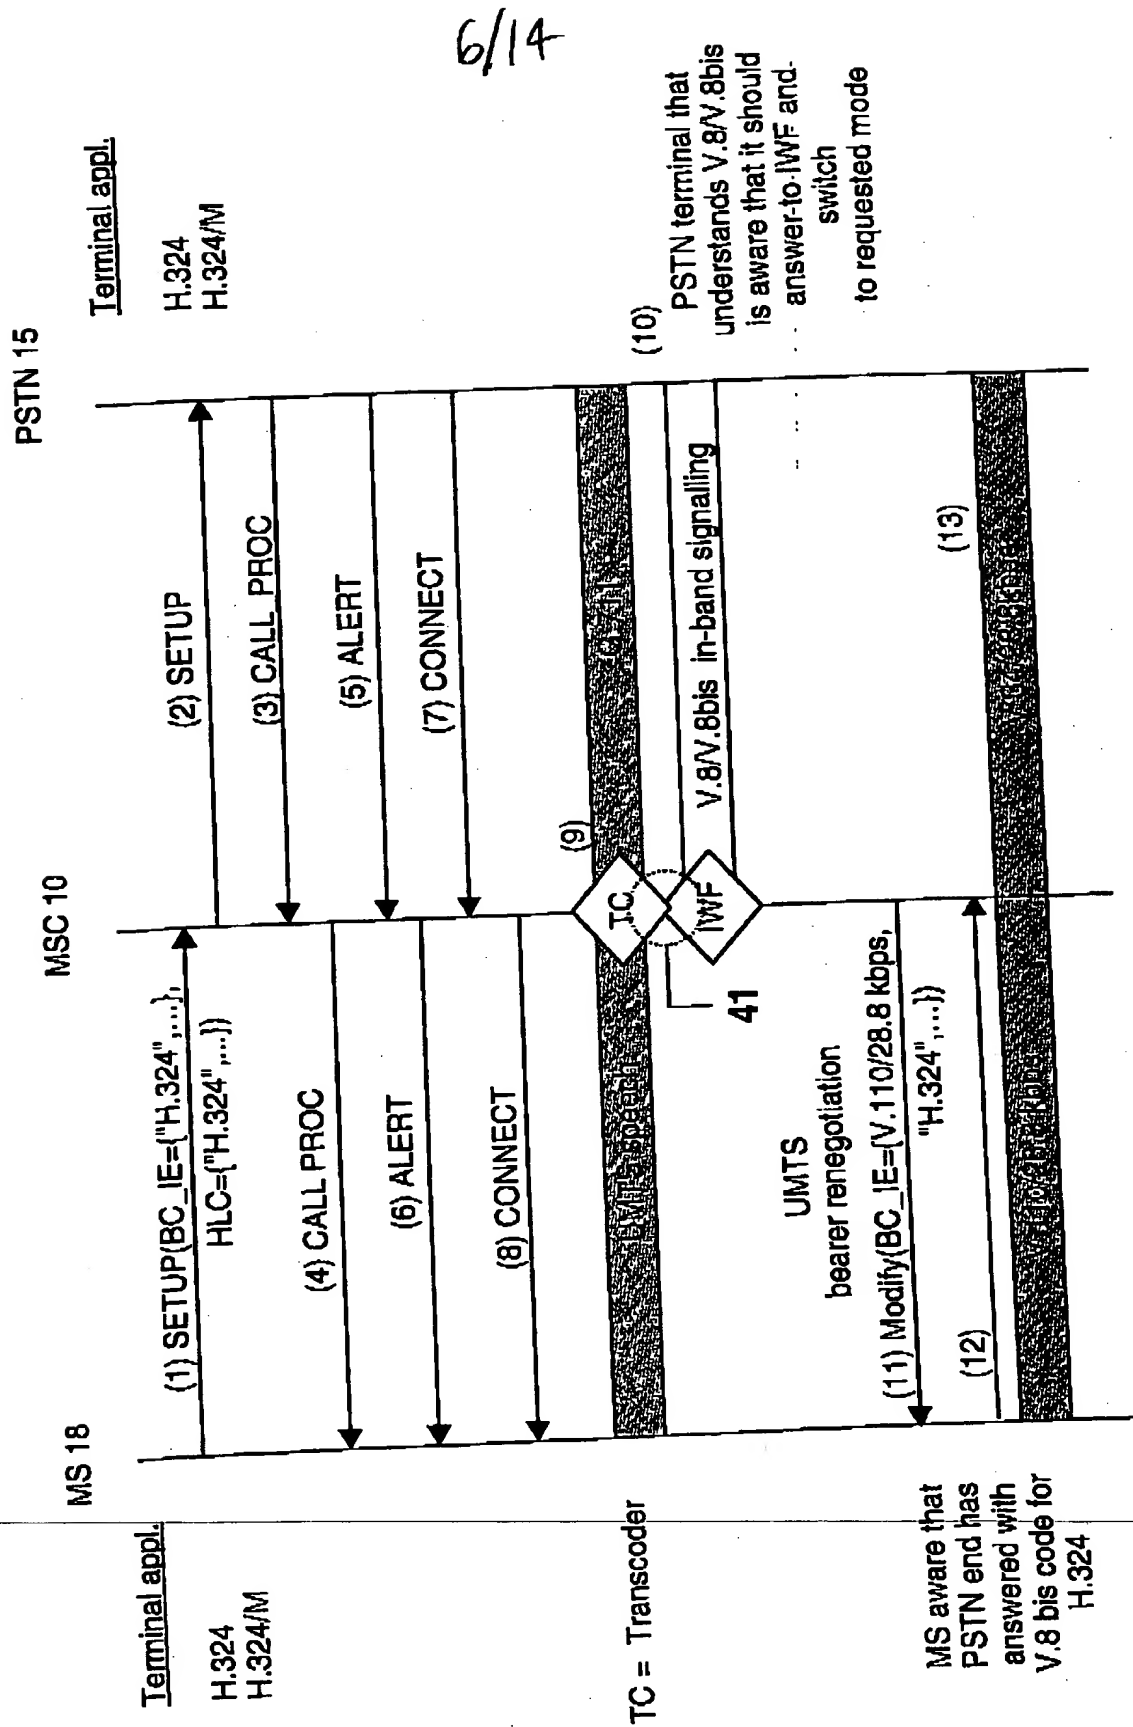 6/14
MS 18
MSC 10
PSTN 15
Terminal appl.
H.324
H.324/M
Terminal appl.
H.324
H.324/M
(1) SETUP(BC_IE={"H.324",...},
HLC={"H.324",...})
(2) SETUP
(3) CALL PROC
(4) CALL PROC
(5) ALERT
(6) ALERT
(7) CONNECT
(8) CONNECT
(9)
TC
IWF
41
TC = Transcoder
speech
(10)
V.8/V.8bis in-band signalling
PSTN terminal that
understands V.8/V.8bis
is aware that it should
answer-to-IWF and-
switch
to requested mode
UMTS
bearer renegotiation
(11) Modify(BC_IE={V.110/28.8 kbps,
"H.324",...})
(12)
(13)
MS aware that
PSTN end has
answered with
V.8 bis code for
H.324